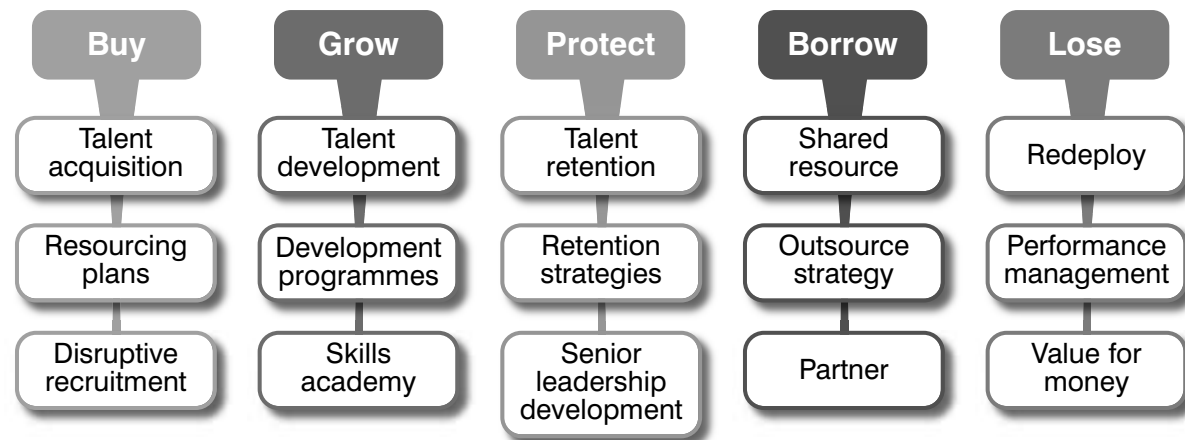 Buy
Talent
acquisition
Resourcing
plans
Disruptive
recruitment
Grow
Talent
development
Development
programmes
Skills
academy
Protect
Talent
retention
Retention
strategies
Senior
leadership
development
Borrow
Shared
resource
Outsource
strategy
Partner
Lose
Redeploy
Performance
management
Value for
money